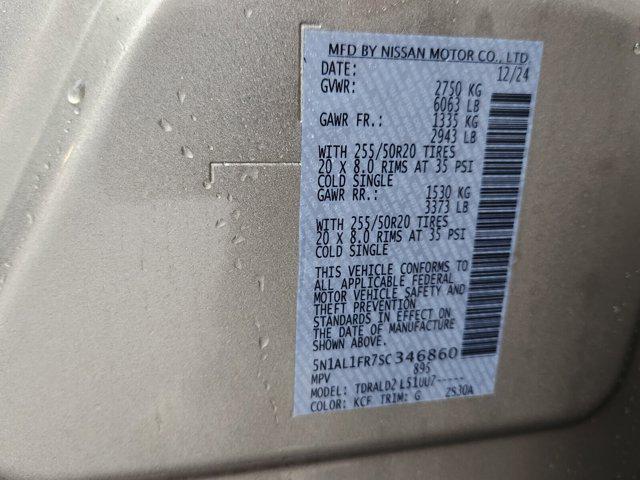 MFD BY NISSAN MOTOR CO., LTD.
DATE: 12/24
GVWR: 2750 KG
6063 LB
GAWR FR.: 1335 KG
2943 LB
WITH 255/50R20 TIRES
20 X 8.0 RIMS AT 35 PSI
COLD SINGLE
GAWR RR.: 1530 KG
3373 LB
WITH 255/50R20 TIRES
20 X 8.0 RIMS AT 35 PSI
COLD SINGLE
THIS VEHICLE CONFORMS TO
ALL APPLICABLE FEDERAL
MOTOR VEHICLE SAFETY AND
THEFT PREVENTION
STANDARDS IN EFFECT ON
THE DATE OF MANUFACTURE
SHOWN ABOVE
5N1AL1FR7SC346860
MPV 895
MODEL: TDRALD2 L51UU7-----
COLOR: KCF TRIM: G 2S30A